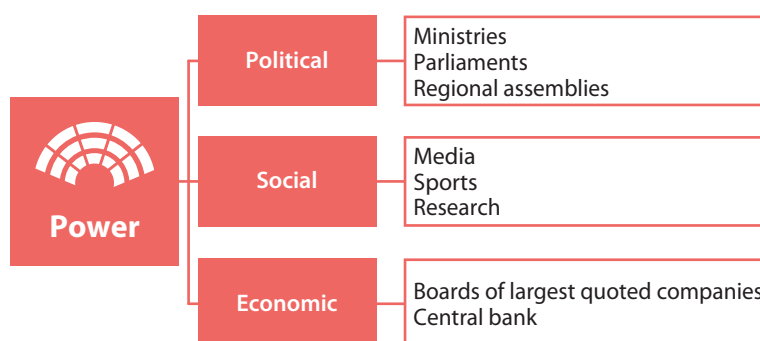 Political
Ministries
Parliaments
Regional assemblies
Power
Social
Media
Sports
Research
Economic
Boards of largest quoted companies
Central bank